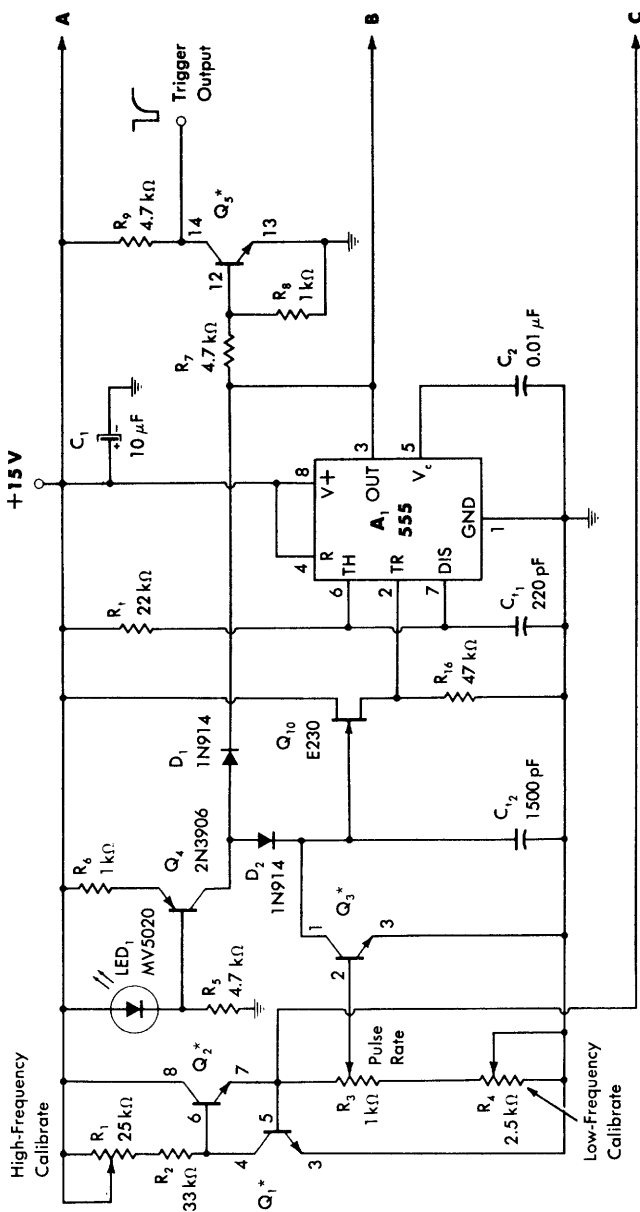 +15V
A
High-Frequency
Calibrate
R₁
25 kΩ
R₂
33 kΩ
8
Q₂*
6
7
4
5
Q₁*
3
LED₁
MV5020
R₅
4.7 kΩ
R₆
1 kΩ
Q₄
2N3906
D₁
1N914
D₂
1N914
1
Q₃*
2
3
R₃
1 kΩ
Pulse
Rate
R₄
2.5 kΩ
Low-Frequency
Calibrate
Q₁₀
E230
Cₜ₂
1500 pF
R₁₆
47 kΩ
Rₜ
22 kΩ
Cₜ₁
220 pF
C₁
+
−
10 μF
4
R
8
V+
6
TH
A₁
555
OUT
3
2
TR
7
DIS
Vc
5
GND
1
C₂
0.01 μF
R₇
4.7 kΩ
R₈
1 kΩ
R₉
4.7 kΩ
14
Q₅*
12
13
Trigger
Output
B
C